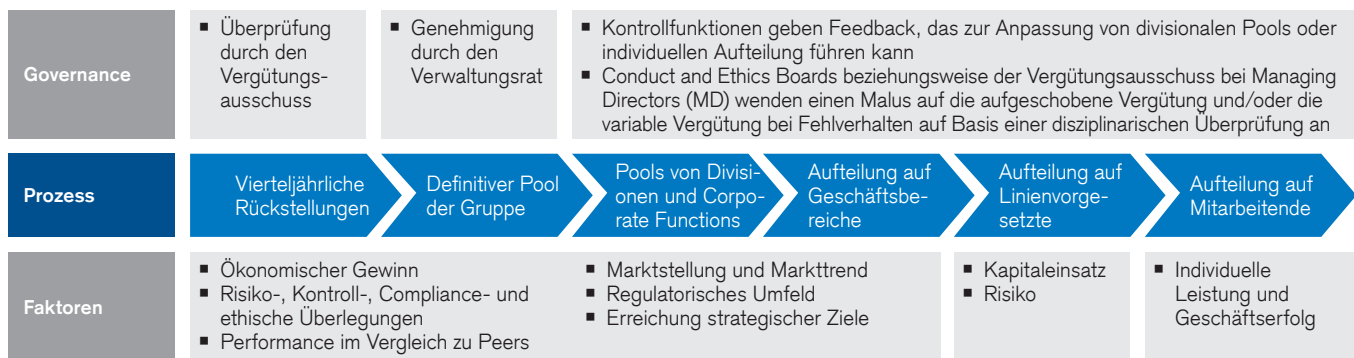 Governance
■ Überprüfung
durch den
Vergütungs-
ausschuss
■ Genehmigung
durch den
Verwaltungsrat
■ Kontrollfunktionen geben Feedback, das zur Anpassung von divisionalen Pools oder
individuellen Aufteilung führen kann
■ Conduct and Ethics Boards beziehungsweise der Vergütungsausschuss bei Managing
Directors (MD) wenden einen Malus auf die aufgeschobene Vergütung und/oder die
variable Vergütung bei Fehlverhalten auf Basis einer disziplinarischen Überprüfung an
Prozess
Vierteljährliche
Rückstellungen
Definitiver Pool
der Gruppe
Pools von Divisi-
onen und Corpo-
rate Functions
Aufteilung auf
Geschäftsbe-
reiche
Aufteilung auf
Linienvorge-
setzte
Aufteilung auf
Mitarbeitende
Faktoren
■ Ökonomischer Gewinn
■ Risiko-, Kontroll-, Compliance- und
ethische Überlegungen
■ Performance im Vergleich zu Peers
■ Marktstellung und Markttrend
■ Regulatorisches Umfeld
■ Erreichung strategischer Ziele
■ Kapitaleinsatz
■ Risiko
■ Individuelle
Leistung und
Geschäftserfolg